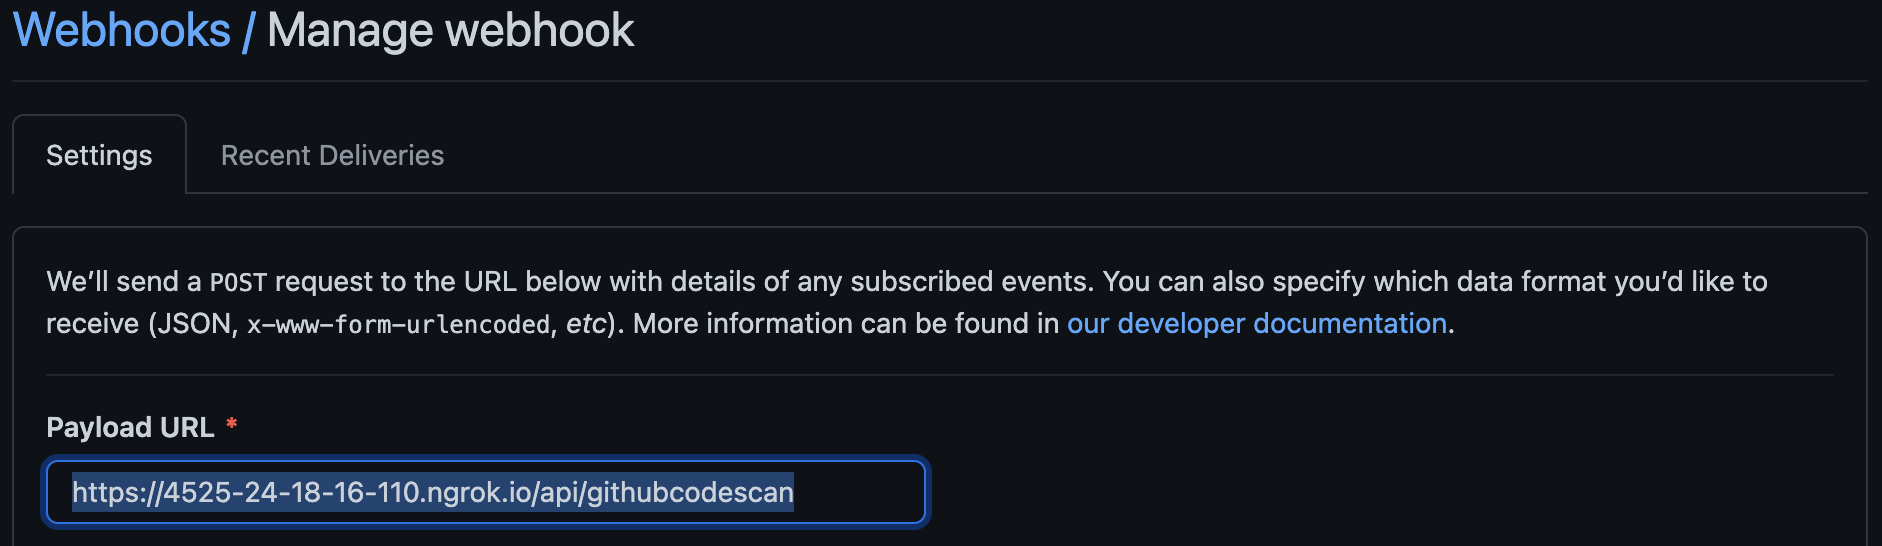 Webhooks / Manage webhook
Settings
Recent Deliveries
We’ll send a POST request to the URL below with details of any subscribed events. You can also specify which data format you’d like to
receive (JSON, x-www-form-urlencoded, etc). More information can be found in our developer documentation.
Payload URL *
https://4525-24-18-16-110.ngrok.io/api/githubcodescan